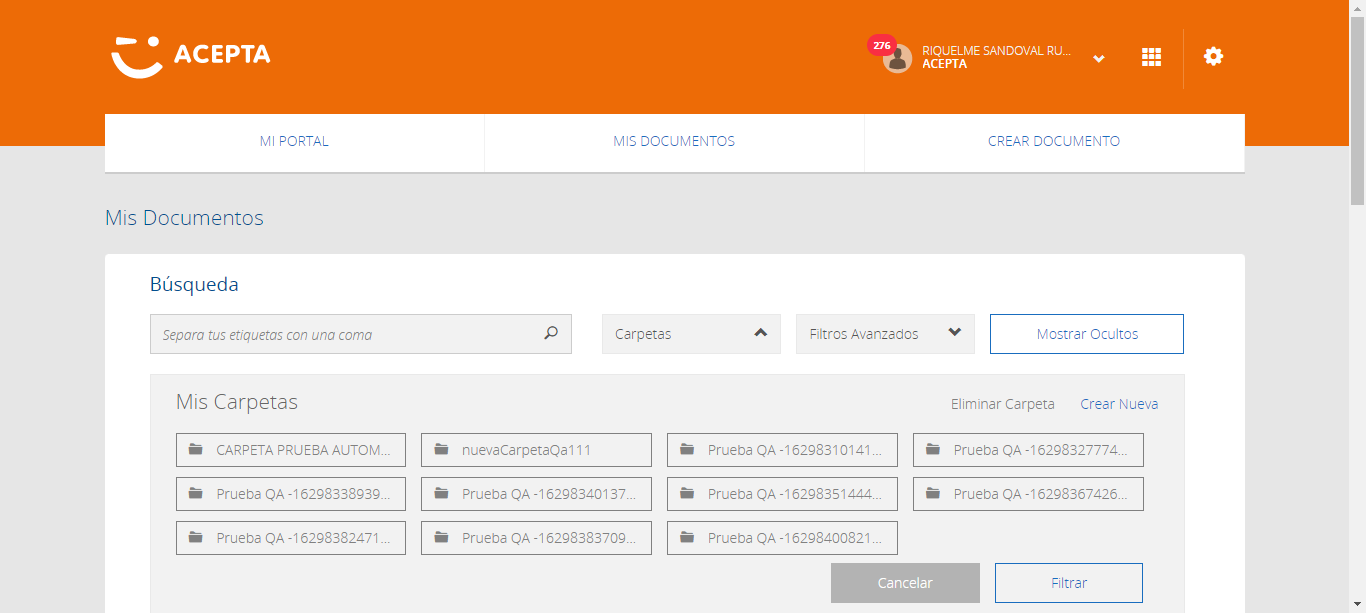 ACEPTA
276
RIQUELME SANDOVAL RU...
ACEPTA
MI PORTAL
MIS DOCUMENTOS
CREAR DOCUMENTO
Mis Documentos
Búsqueda
Separa tus etiquetas con una coma
Carpetas
Filtros Avanzados
Mostrar Ocultos
Mis Carpetas
Eliminar Carpeta
Crear Nueva
CARPETA PRUEBA AUTOM...
nuevaCarpetaQa111
Prueba QA -16298310141...
Prueba QA -16298327774...
Prueba QA -16298338939...
Prueba QA -16298340137...
Prueba QA -16298351444...
Prueba QA -16298367426...
Prueba QA -16298382471...
Prueba QA -16298383709...
Prueba QA -16298400821...
Cancelar
Filtrar